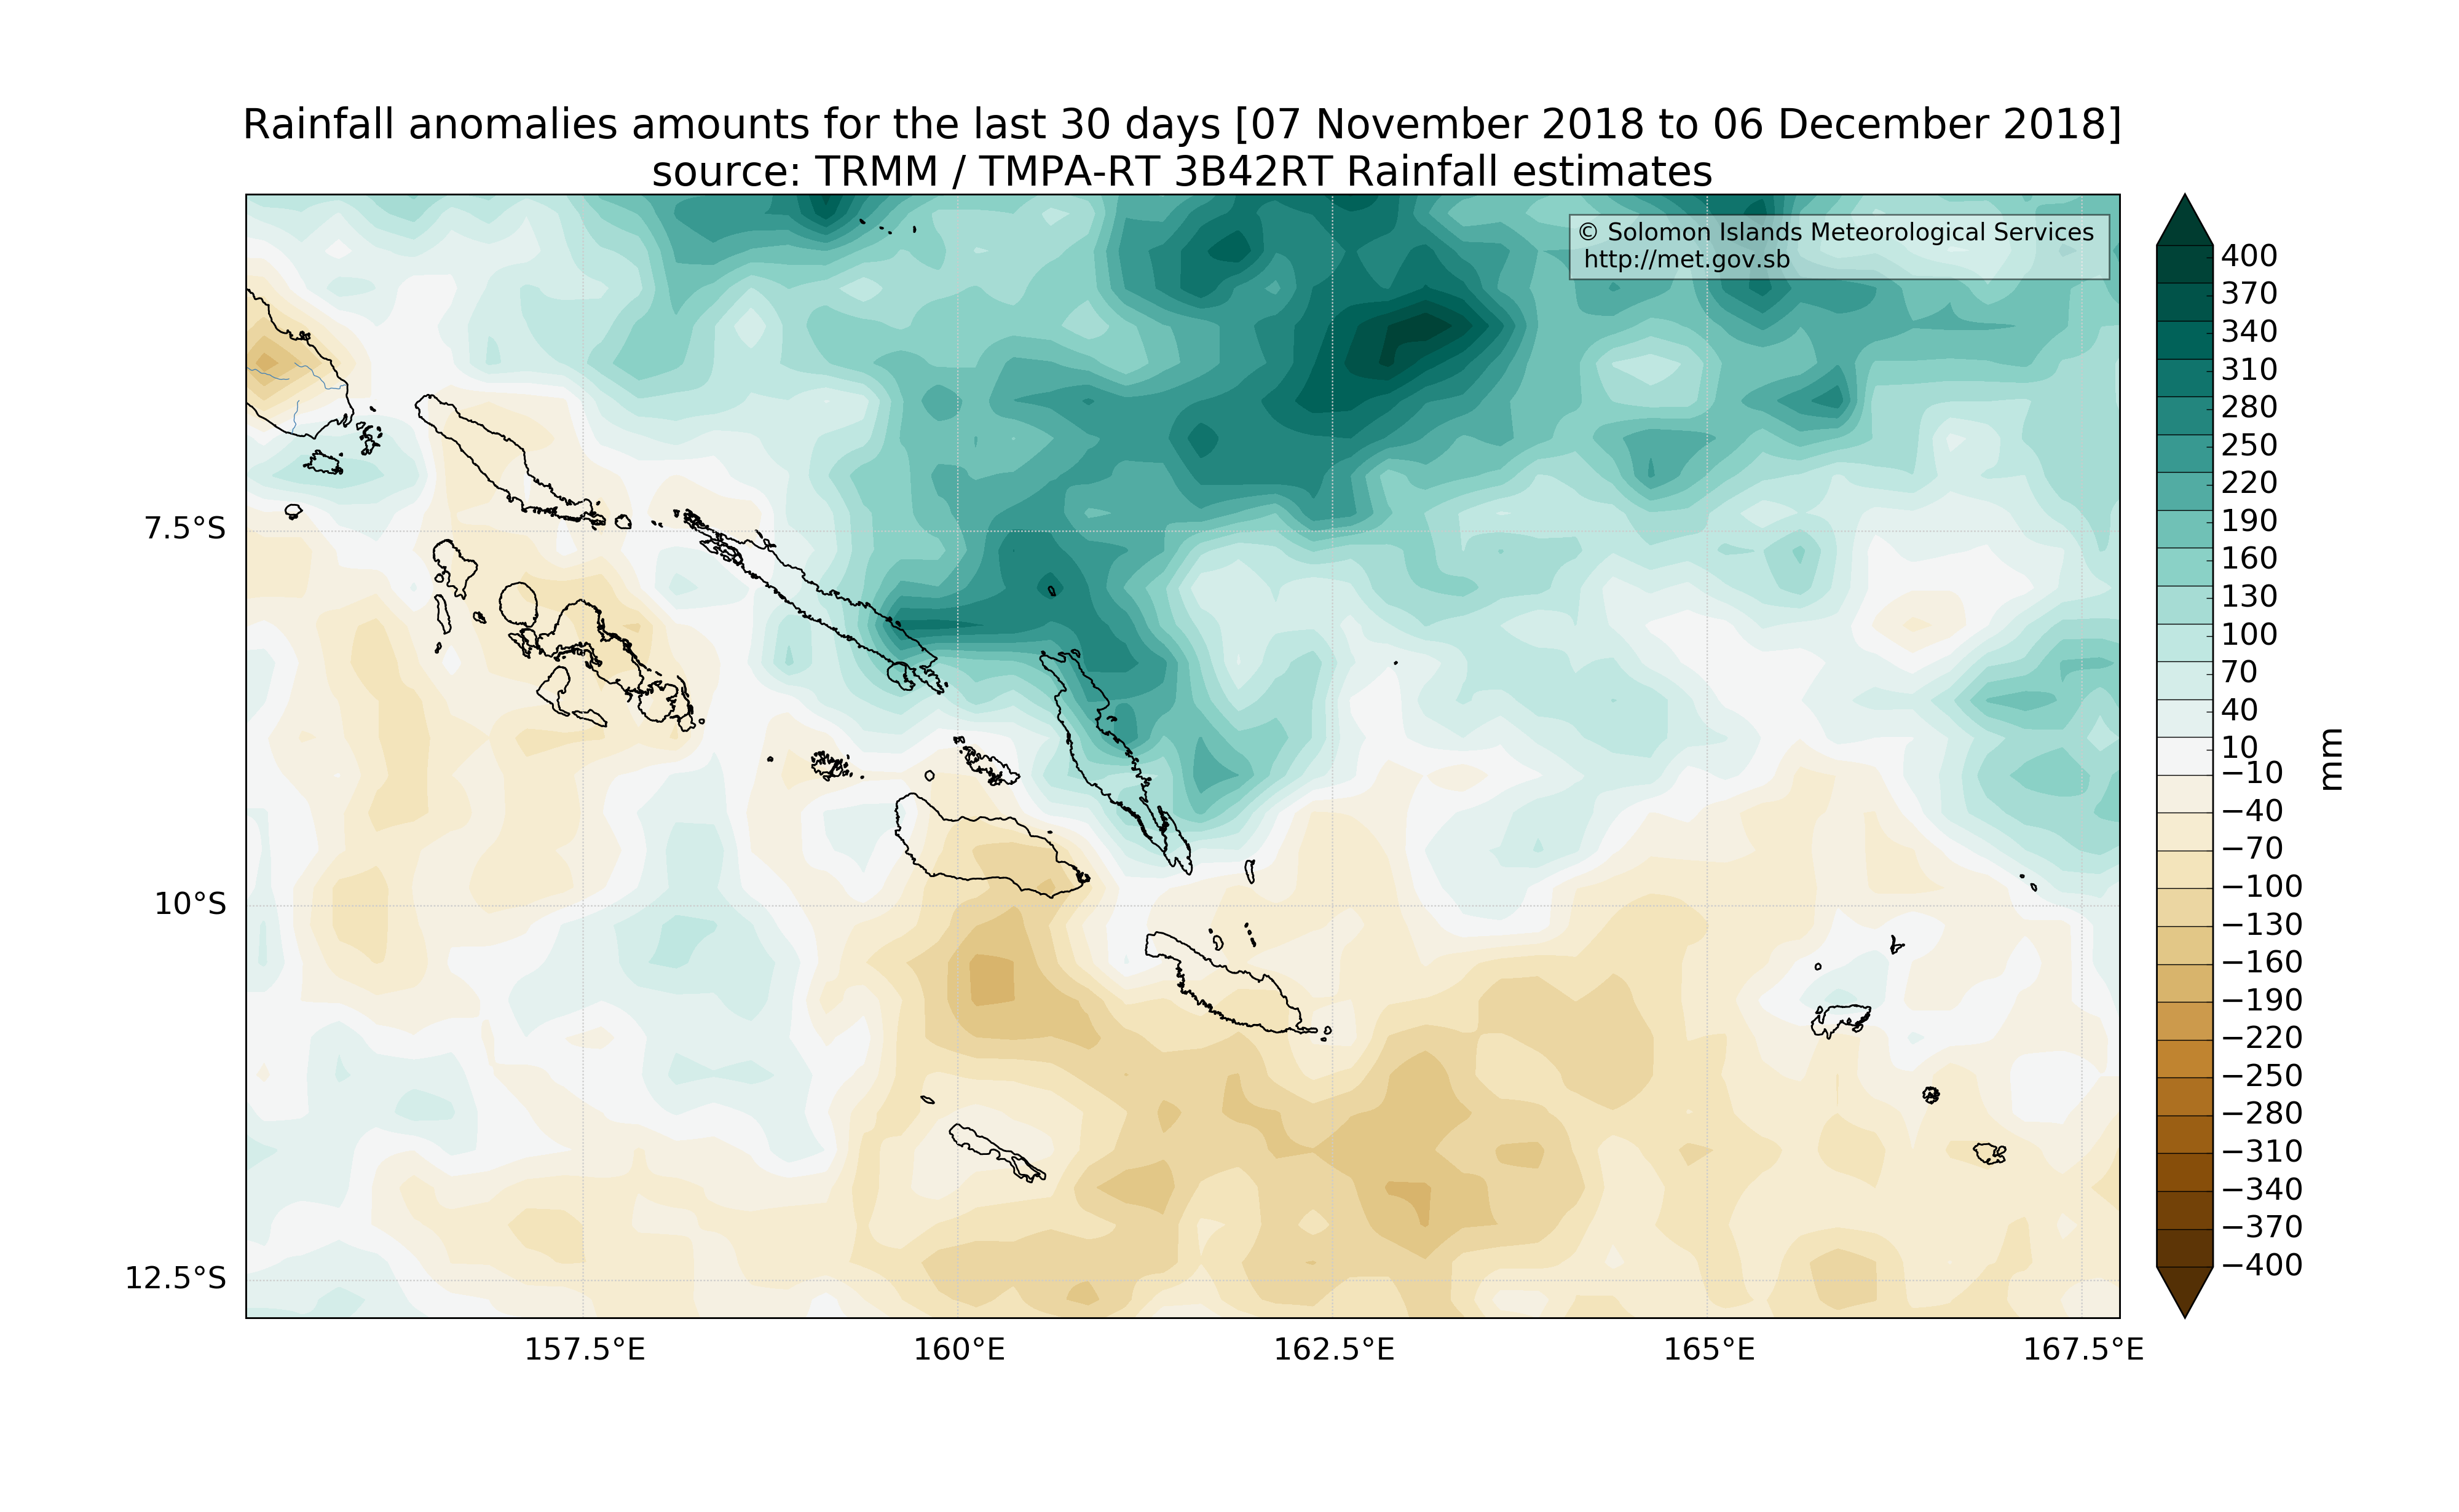 Rainfall anomalies amounts for the last 30 days [07 November 2018 to 06 December 2018]
source: TRMM / TMPA-RT 3B42RT Rainfall estimates
© Solomon Islands Meteorological Services
http://met.gov.sb
7.5°S
10°S
12.5°S
157.5°E
160°E
162.5°E
165°E
167.5°E
400
370
340
310
280
250
220
190
160
130
100
70
40
10
−10
−40
−70
−100
−130
−160
−190
−220
−250
−280
−310
−340
−370
−400
mm